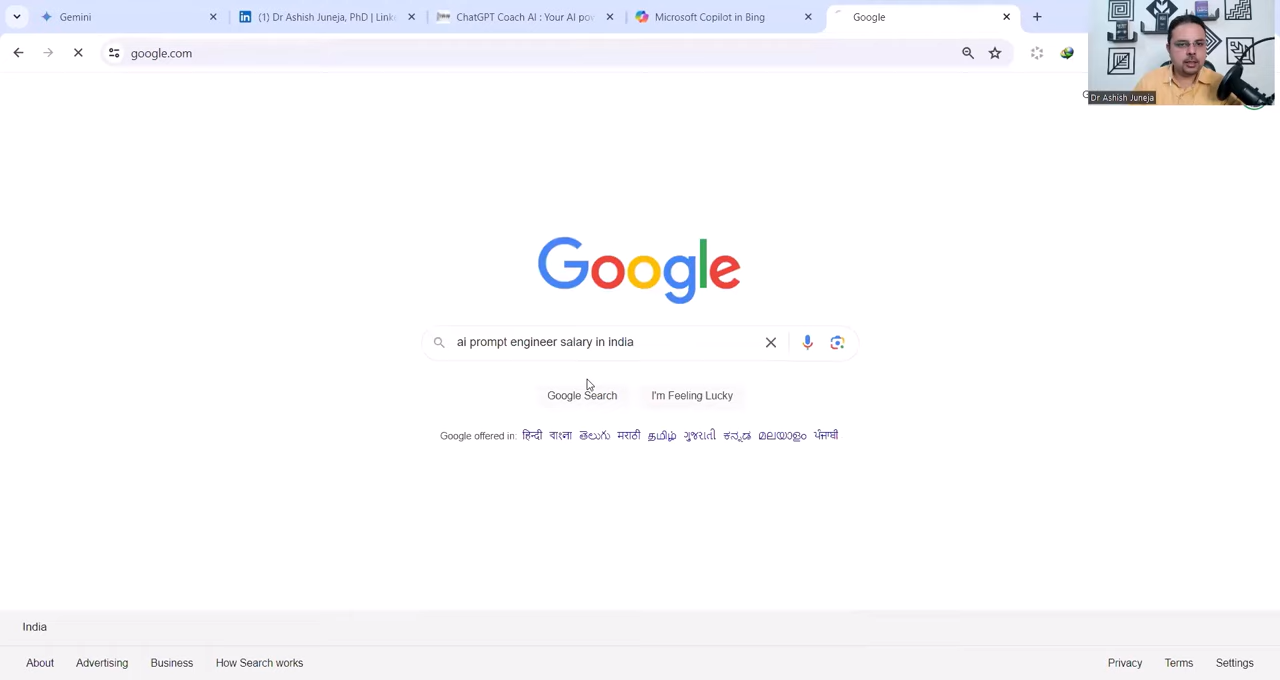 Gemini
(1) Dr Ashish Juneja, PhD | Linke
ChatGPT Coach AI : Your AI pow
Microsoft Copilot in Bing
Google
google.com
Dr Ashish Juneja
Google
ai prompt engineer salary in india
Google Search
I'm Feeling Lucky
Google offered in: हिन्दी বাংলা తెలుగు मराठी தமிழ் ગુજરાતી ಕನ್ನಡ മലയാളം ਪੰਜਾਬੀ
India
About
Advertising
Business
How Search works
Privacy
Terms
Settings